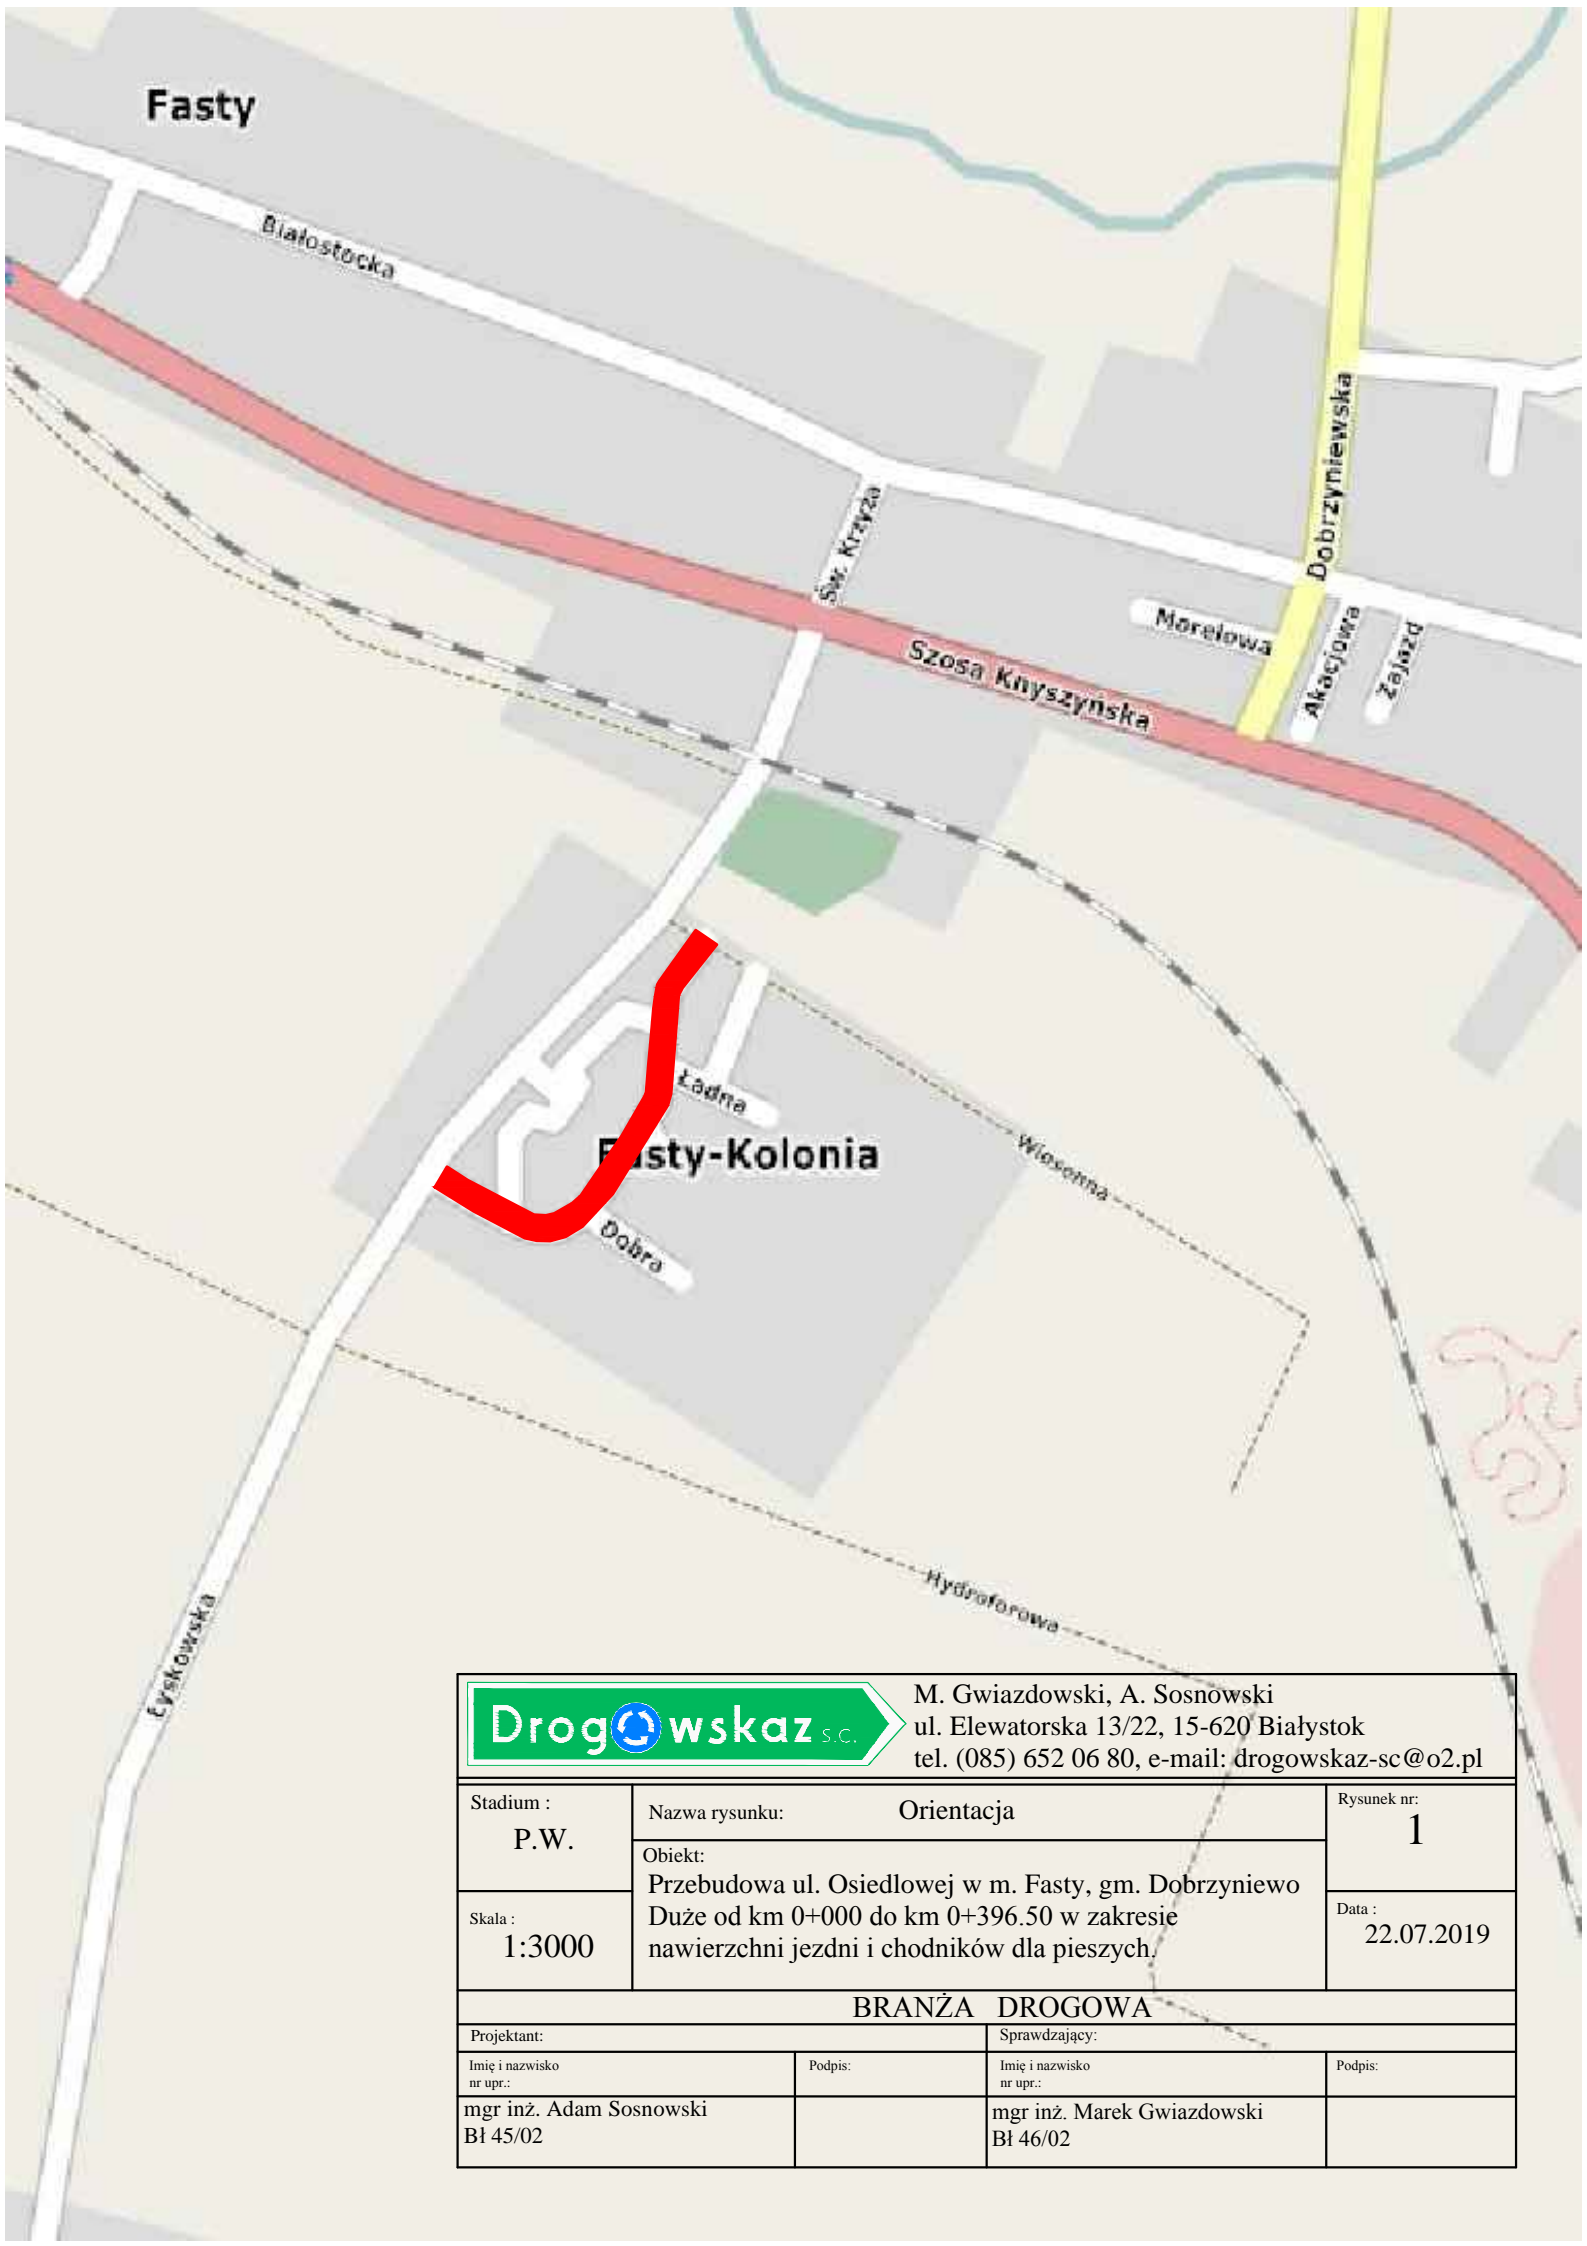 Fasty
Białostocka
Dobrzyniewska
Św. Krzyża
Morelowa
Akacjowa
Zajazd
Szosa Knyszyńska
Ładna
Fasty-Kolonia
Wiosenna
Dobra
Hydroforowa
Łyskowska
Drogowskaz s.c.
M. Gwiazdowski, A. Sosnowski
ul. Elewatorska 13/22, 15-620 Białystok
tel. (085) 652 06 80, e-mail: drogowskaz-sc@o2.pl
Stadium :
P.W.
Nazwa rysunku: Orientacja
Rysunek nr:
1
Obiekt:
Przebudowa ul. Osiedlowej w m. Fasty, gm. Dobrzyniewo
Duże od km 0+000 do km 0+396.50 w zakresie
nawierzchni jezdni i chodników dla pieszych.
Skala :
1:3000
Data :
22.07.2019
BRANŻA DROGOWA
Projektant:
Sprawdzający:
Imię i nazwisko
nr upr.:
Podpis:
Imię i nazwisko
nr upr.:
Podpis:
mgr inż. Adam Sosnowski
Bł 45/02
mgr inż. Marek Gwiazdowski
Bł 46/02